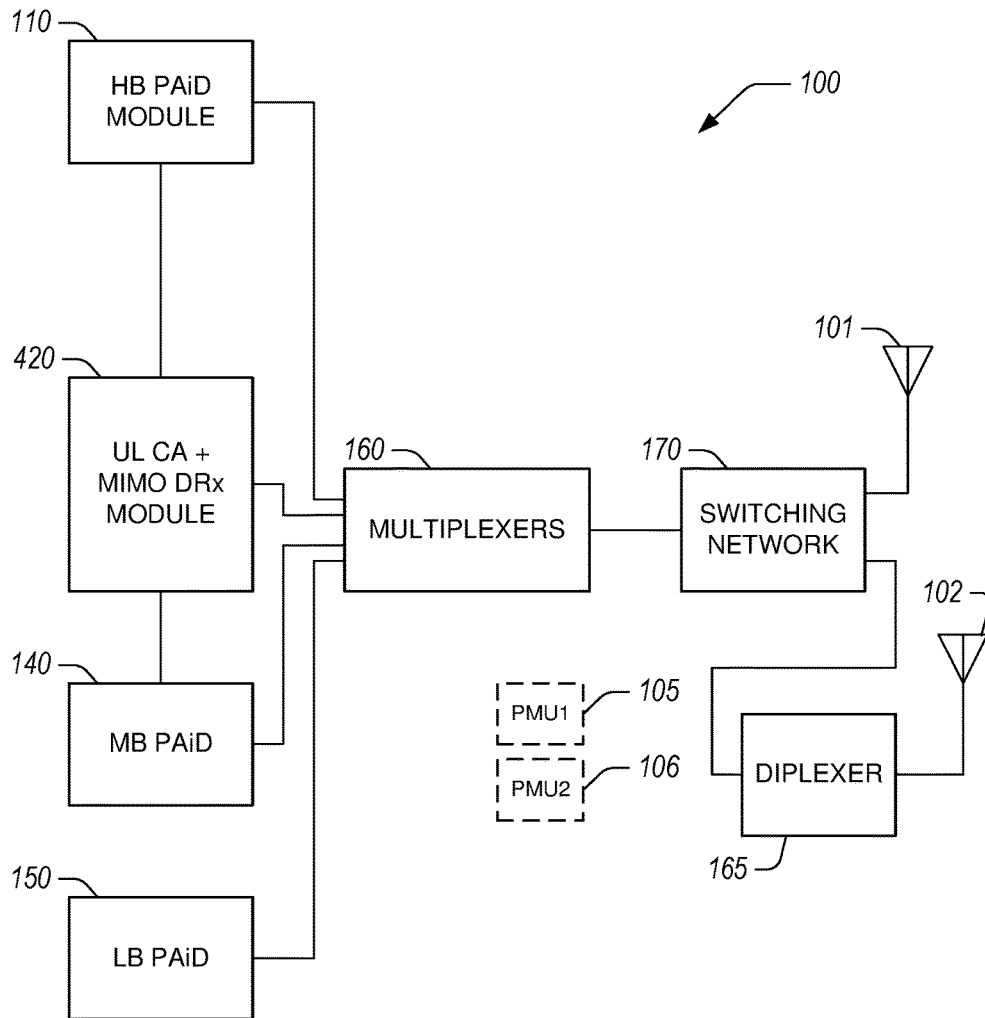 110
HB PAiD
MODULE
100
101
420
UL CA +
MIMO DRx
MODULE
160
MULTIPLEXERS
170
SWITCHING
NETWORK
102
140
MB PAiD
PMU1
105
PMU2
106
DIPLEXER
165
150
LB PAiD